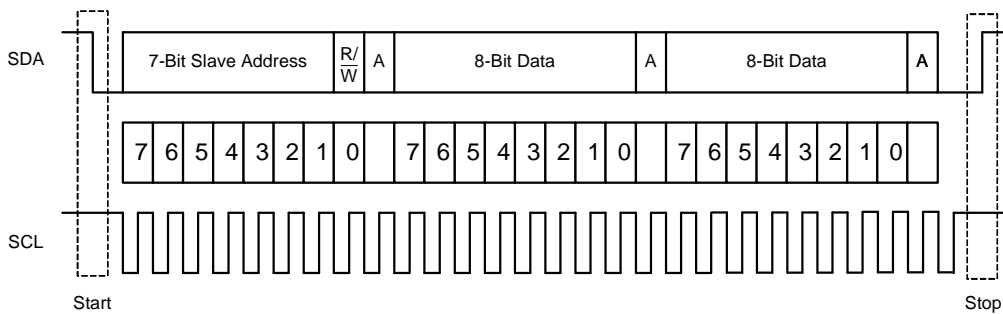 SDA
7-Bit Slave Address R/W A 8-Bit Data A 8-Bit Data A
7 6 5 4 3 2 1 0 7 6 5 4 3 2 1 0 7 6 5 4 3 2 1 0
SCL
Start Stop